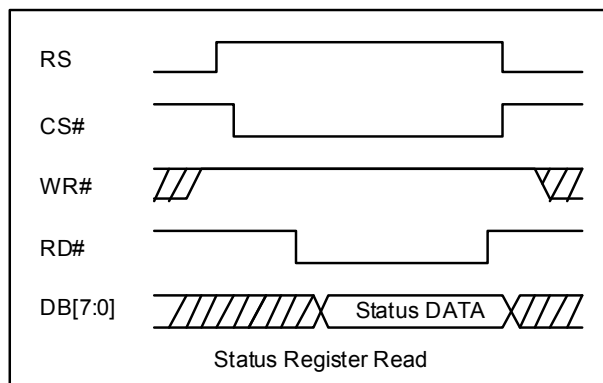 RS
CS#
WR#
RD#
DB[7:0]
Status DATA
Status Register Read